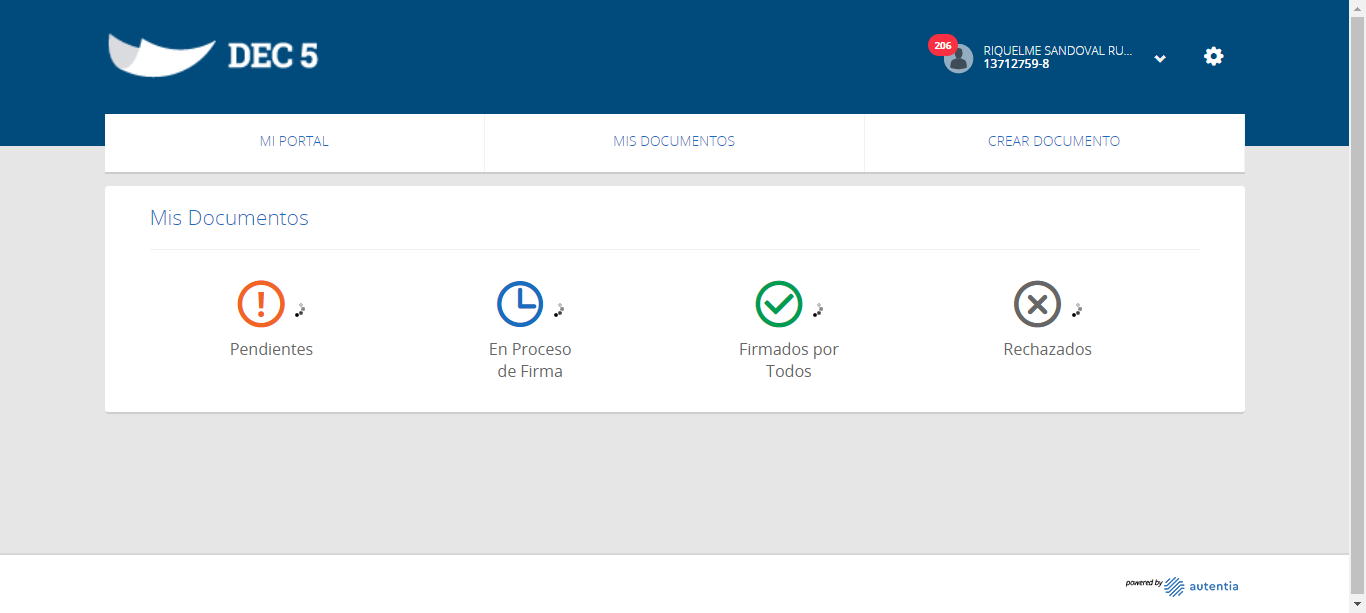 DEC 5
206
RIQUELME SANDOVAL RU...
13712759-8
MI PORTAL
MIS DOCUMENTOS
CREAR DOCUMENTO
Mis Documentos
Pendientes
En Proceso
de Firma
Firmados por
Todos
Rechazados
powered by autentia